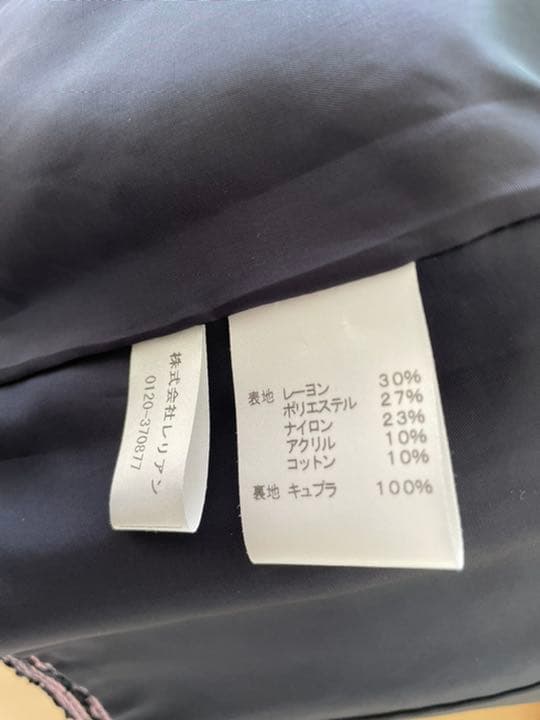 株式会社レリアン
0120-370877
表地 レーヨン 30%
ポリエステル 27%
ナイロン 23%
アクリル 10%
コットン 10%
裏地 キュプラ 100%